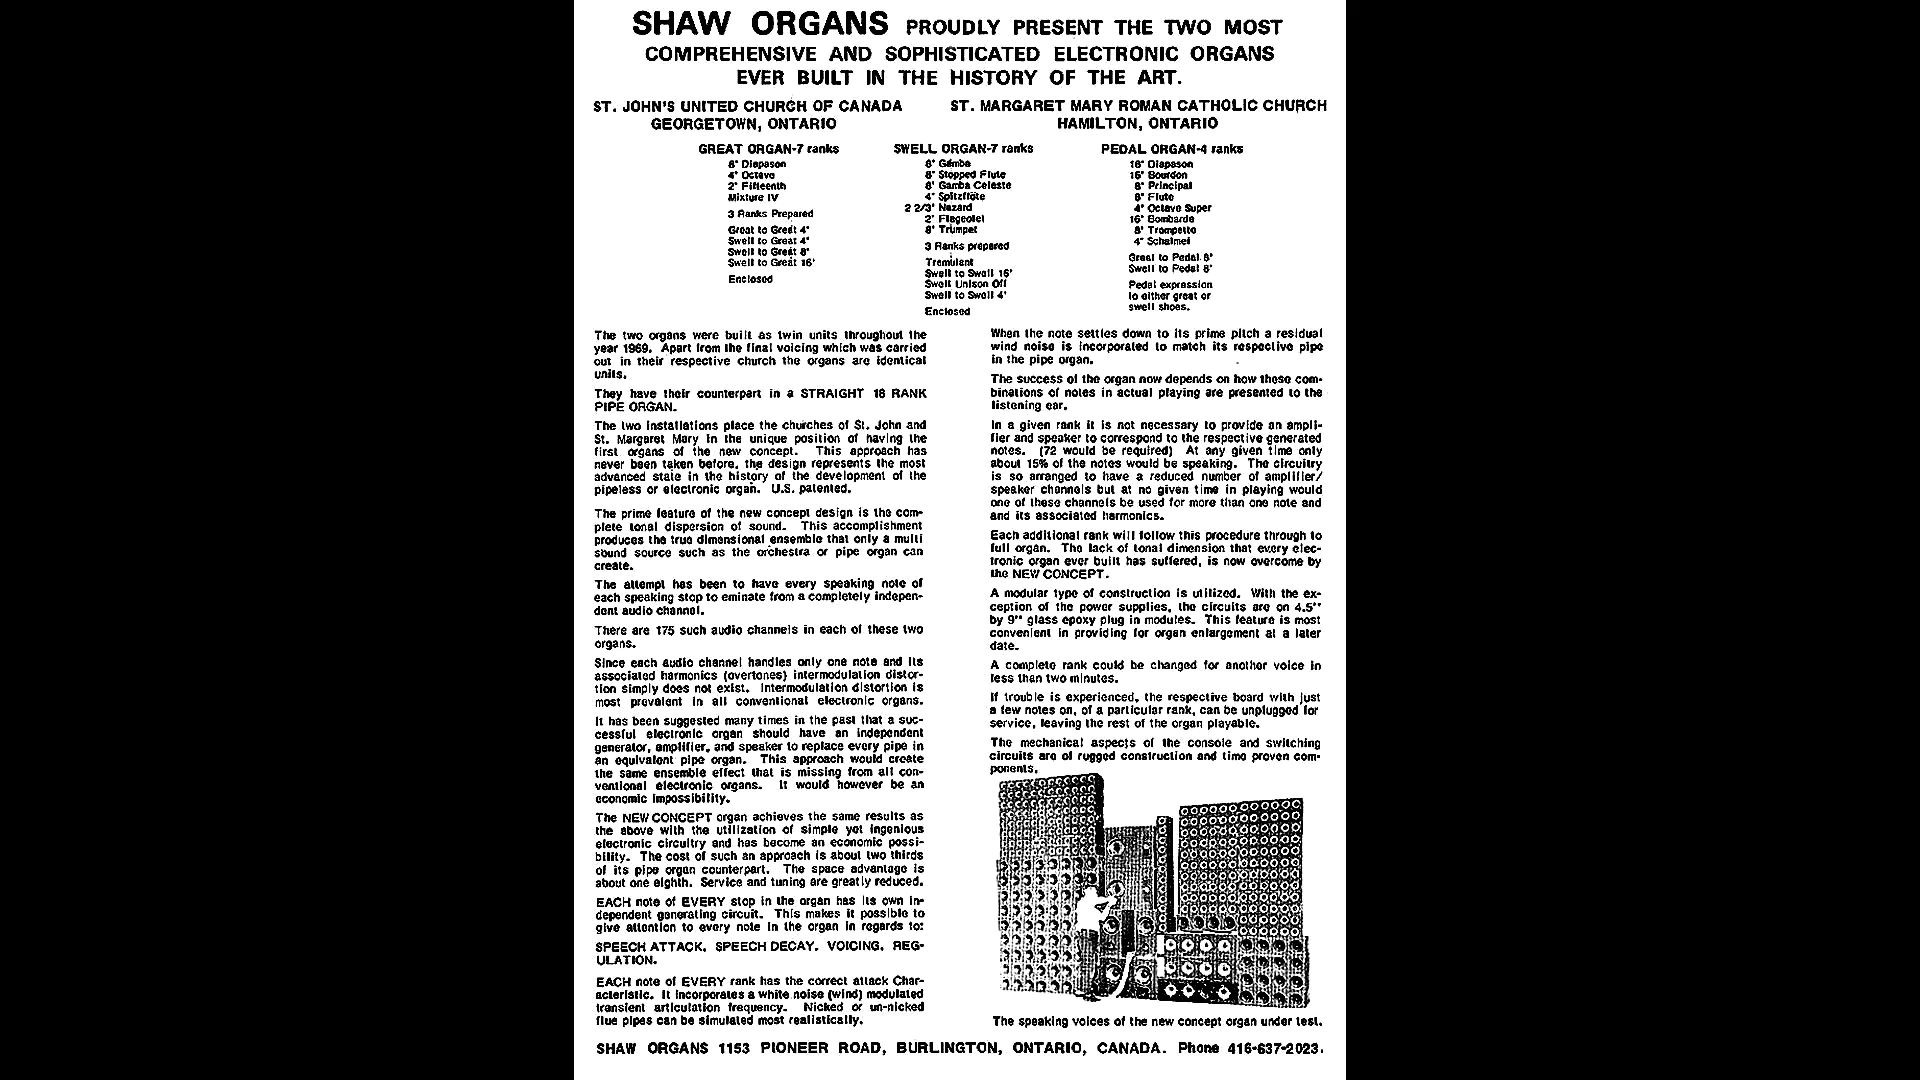 SHAW ORGANS PROUDLY PRESENT THE TWO MOST
COMPREHENSIVE AND SOPHISTICATED ELECTRONIC ORGANS
EVER BUILT IN THE HISTORY OF THE ART.
ST. JOHN'S UNITED CHURCH OF CANADA
GEORGETOWN, ONTARIO
ST. MARGARET MARY ROMAN CATHOLIC CHURCH
HAMILTON, ONTARIO
GREAT ORGAN-7 ranks
8' Diapason
4' Octave
2' Fifteenth
Mixture IV
3 Ranks Prepared
Great to Great 4'
Swell to Great 4'
Swell to Great 8'
Swell to Great 16'
Enclosed
SWELL ORGAN-7 ranks
8' Gamba
8' Stopped Flute
8' Gamba Celeste
4' Spitzflöte
2 2/3' Nazard
2' Flageolet
8' Trumpet
3 Ranks prepared
Tremulant
Swell to Swell 16'
Swell Unison Off
Swell to Swell 4'
Enclosed
PEDAL ORGAN-4 ranks
16' Diapason
16' Bourdon
8' Principal
8' Flute
4' Octave Super
16' Bombarde
8' Trompette
4' Schalmei
Great to Pedal 8'
Swell to Pedal 8'
Pedal expression
to either great or
swell shoes.
The two organs were built as twin units throughout the
year 1969. Apart from the final voicing which was carried
out in their respective church the organs are identical
units.
They have their counterpart in a STRAIGHT 18 RANK
PIPE ORGAN.
The two installations place the churches of St. John and
St. Margaret Mary in the unique position of having the
first organs of the new concept. This approach has
never been taken before, the design represents the most
advanced state in the history of the development of the
pipeless or electronic organ. U.S. patented.
The prime feature of the new concept design is the com-
plete tonal dispersion of sound. This accomplishment
produces the true dimensional ensemble that only a multi
sound source such as the orchestra or pipe organ can
create.
The attempt has been to have every speaking note of
each speaking stop to eminate from a completely indepen-
dent audio channel.
There are 175 such audio channels in each of these two
organs.
Since each audio channel handles only one note and its
associated harmonics (overtones) intermodulation distor-
tion simply does not exist. Intermodulation distortion is
most prevalent in all conventional electronic organs.
It has been suggested many times in the past that a suc-
cessful electronic organ should have an independent
generator, amplifier, and speaker to replace every pipe in
an equivalent pipe organ. This approach would create
the same ensemble effect that is missing from all con-
ventional electronic organs. It would however be an
economic impossibility.
The NEW CONCEPT organ achieves the same results as
the above with the utilization of simple yet ingenious
electronic circuitry and has become an economic possi-
bility. The cost of such an approach is about two thirds
of its pipe organ counterpart. The space advantage is
about one eighth. Service and tuning are greatly reduced.
EACH note of EVERY stop in the organ has its own in-
dependent generating circuit. This makes it possible to
give attention to every note in the organ in regards to:
SPEECH ATTACK, SPEECH DECAY, VOICING, REG-
ULATION.
EACH note of EVERY rank has the correct attack Char-
acteristic. It incorporates a white noise (wind) modulated
transient articulation frequency. Nicked or un-nicked
flue pipes can be simulated most realistically.
When the note settles down to its prime pitch a residual
wind noise is incorporated to match its respective pipe
in the pipe organ.
The success of the organ now depends on how these com-
binations of notes in actual playing are presented to the
listening ear.
In a given rank it is not necessary to provide an ampli-
fier and speaker to correspond to the respective generated
notes. (72 would be required) At any given time only
about 15% of the notes would be speaking. The circuitry
is so arranged to have a reduced number of amplifier/
speaker channels but at no given time in playing would
one of these channels be used for more than one note and
and its associated harmonics.
Each additional rank will follow this procedure through to
full organ. The lack of tonal dimension that every elec-
tronic organ ever built has suffered, is now overcome by
the NEW CONCEPT.
A modular type of construction is utilized. With the ex-
ception of the power supplies, the circuits are on 4.5"
by 9" glass epoxy plug in modules. This feature is most
convenient in providing for organ enlargement at a later
date.
A complete rank could be changed for another voice in
less than two minutes.
If trouble is experienced, the respective board with just
a few notes on, of a particular rank, can be unplugged for
service, leaving the rest of the organ playable.
The mechanical aspects of the console and switching
circuits are of rugged construction and time proven com-
ponents.
The speaking voices of the new concept organ under test.
SHAW ORGANS 1153 PIONEER ROAD, BURLINGTON, ONTARIO, CANADA. Phone 416-637-2023.